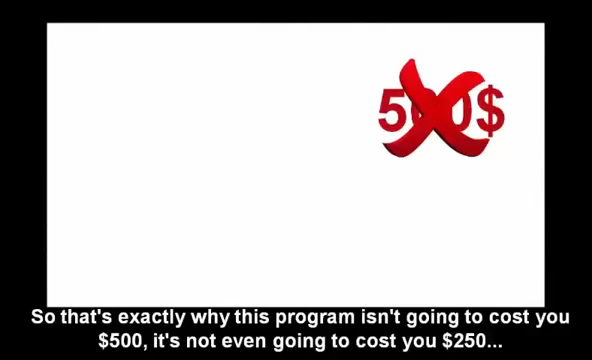 500$
So that's exactly why this program isn't going to cost you
$500, it's not even going to cost you $250...